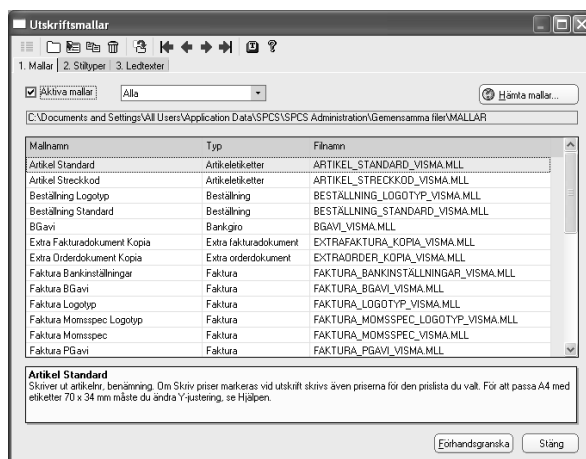 Utskriftsmallar
1. Mallar 2. Stiltyper 3. Ledtexter
Aktiva mallar Alla Hämta mallar...
C:\Documents and Settings\All Users\Application Data\SPCS\SPCS Administration\Gemensamma filer\MALLAR
Mallnamn Typ Filnamn
Artikel Standard Artikeletiketter ARTIKEL_STANDARD_VISMA.MLL
Artikel Streckkod Artikeletiketter ARTIKEL_STRECKKOD_VISMA.MLL
Beställning Logotyp Beställning BESTÄLLNING_LOGOTYP_VISMA.MLL
Beställning Standard Beställning BESTÄLLNING_STANDARD_VISMA.MLL
BGavi Bankgiro BGAVI_VISMA.MLL
Extra Fakturadokument Kopia Extra fakturadokument EXTRAFAKTURA_KOPIA_VISMA.MLL
Extra Orderdokument Kopia Extra orderdokument EXTRAORDER_KOPIA_VISMA.MLL
Faktura Bankinställningar Faktura FAKTURA_BANKINSTÄLLNINGAR_VISMA.MLL
Faktura BGavi Faktura FAKTURA_BGAVI_VISMA.MLL
Faktura Logotyp Faktura FAKTURA_LOGOTYP_VISMA.MLL
Faktura Momsspec Logotyp Faktura FAKTURA_MOMSSPEC_LOGOTYP_VISMA.MLL
Faktura Momsspec Faktura FAKTURA_MOMSSPEC_VISMA.MLL
Faktura PGavi Faktura FAKTURA_PGAVI_VISMA.MLL
Artikel Standard
Skriver ut artikelnr, benämning. Om Skriv priser markeras vid utskrift skrivs även priserna för den prislista du valt. För att passa A4 med
etiketter 70 x 34 mm måste du ändra Y-justering, se Hjälpen.
Förhandsgranska Stäng